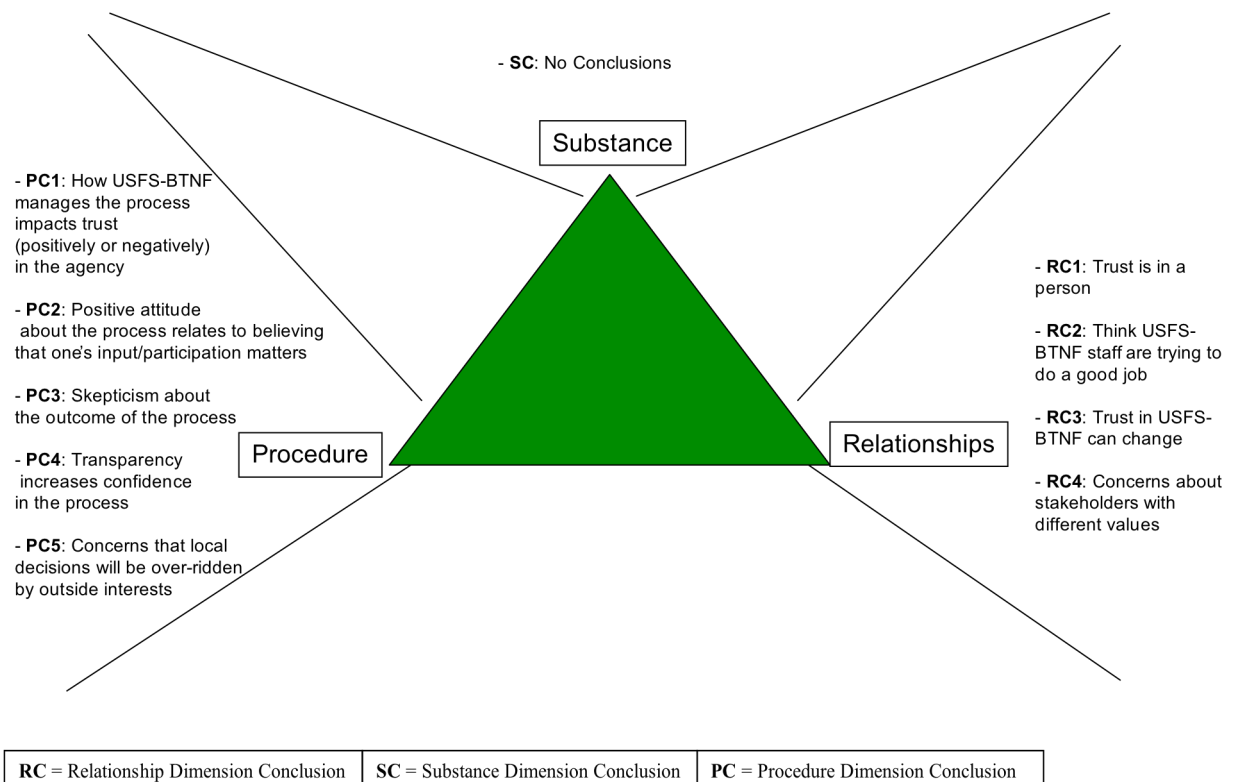 - SC: No Conclusions
Substance
- PC1: How USFS-BTNF
manages the process
impacts trust
(positively or negatively)
in the agency
- PC2: Positive attitude
about the process relates to believing
that one's input/participation matters
- PC3: Skepticism about
the outcome of the process
- PC4: Transparency
increases confidence
in the process
- PC5: Concerns that local
decisions will be over-ridden
by outside interests
Procedure
Relationships
- RC1: Trust is in a
person
- RC2: Think USFS-
BTNF staff are trying to
do a good job
- RC3: Trust in USFS-
BTNF can change
- RC4: Concerns about
stakeholders with
different values
RC = Relationship Dimension Conclusion
SC = Substance Dimension Conclusion
PC = Procedure Dimension Conclusion